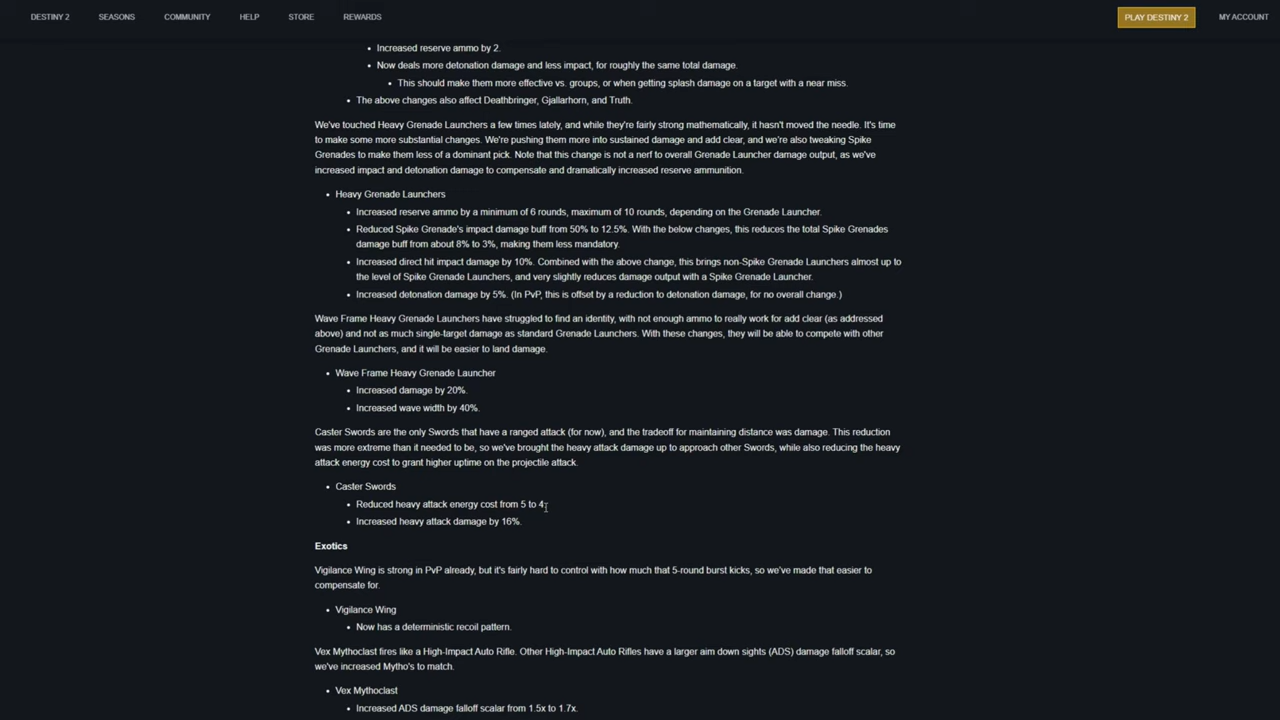 DESTINY 2 SEASONS COMMUNITY HELP STORE REWARDS PLAY DESTINY 2 MY ACCOUNT
• Increased reserve ammo by 2.
• Now deals more detonation damage and less impact, for roughly the same total damage.
• This should make them more effective vs. groups, or when getting splash damage on a target with a near miss.
• The above changes also affect Deathbringer, Gjallarhorn, and Truth.
We've touched Heavy Grenade Launchers a few times lately, and while they're fairly strong mathematically, it hasn't moved the needle. It's time
to make some more substantial changes. We're pushing them more into sustained damage and add clear, and we're also tweaking Spike
Grenades to make them less of a dominant pick. Note that this change is not a nerf to overall Grenade Launcher damage output, as we've
increased impact and detonation damage to compensate and dramatically increased reserve ammunition.
• Heavy Grenade Launchers
• Increased reserve ammo by a minimum of 6 rounds, maximum of 10 rounds, depending on the Grenade Launcher.
• Reduced Spike Grenade's impact damage buff from 50% to 12.5%. With the below changes, this reduces the total Spike Grenades
damage buff from about 8% to 3%, making them less mandatory.
• Increased direct hit impact damage by 10%. Combined with the above change, this brings non-Spike Grenade Launchers almost up to
the level of Spike Grenade Launchers, and very slightly reduces damage output with a Spike Grenade Launcher.
• Increased detonation damage by 5%. (In PvP, this is offset by a reduction to detonation damage, for no overall change.)
Wave Frame Heavy Grenade Launchers have struggled to find an identity, with not enough ammo to really work for add clear (as addressed
above) and not as much single-target damage as standard Grenade Launchers. With these changes, they will be able to compete with other
Grenade Launchers, and it will be easier to land damage.
• Wave Frame Heavy Grenade Launcher
• Increased damage by 20%.
• Increased wave width by 40%.
Caster Swords are the only Swords that have a ranged attack (for now), and the tradeoff for maintaining distance was damage. This reduction
was more extreme than it needed to be, so we've brought the heavy attack damage up to approach other Swords, while also reducing the heavy
attack energy cost to grant higher uptime on the projectile attack.
• Caster Swords
• Reduced heavy attack energy cost from 5 to 4.
• Increased heavy attack damage by 16%.
Exotics
Vigilance Wing is strong in PvP already, but it's fairly hard to control with how much that 5-round burst kicks, so we've made that easier to
compensate for.
• Vigilance Wing
• Now has a deterministic recoil pattern.
Vex Mythoclast fires like a High-Impact Auto Rifle. Other High-Impact Auto Rifles have a larger aim down sights (ADS) damage falloff scalar, so
we've increased Mytho's to match.
• Vex Mythoclast
• Increased ADS damage falloff scalar from 1.5x to 1.7x.